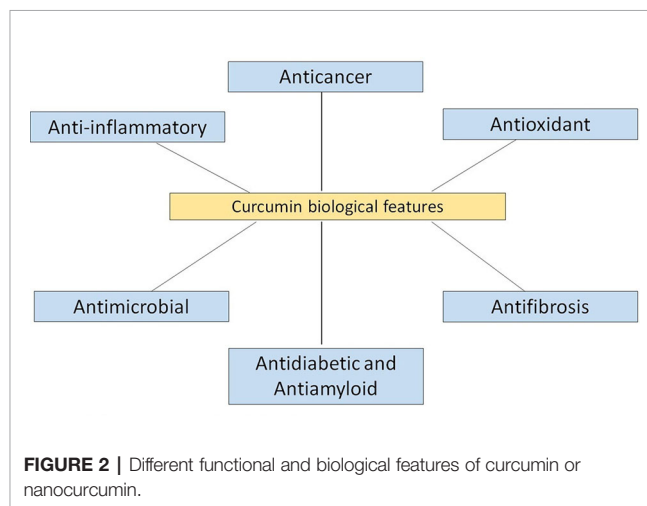 Anticancer
Anti-inflammatory
Antioxidant
Curcumin biological features
Antimicrobial
Antifibrosis
Antidiabetic and
Antiamyloid
FIGURE 2 | Different functional and biological features of curcumin or
nanocurcumin.